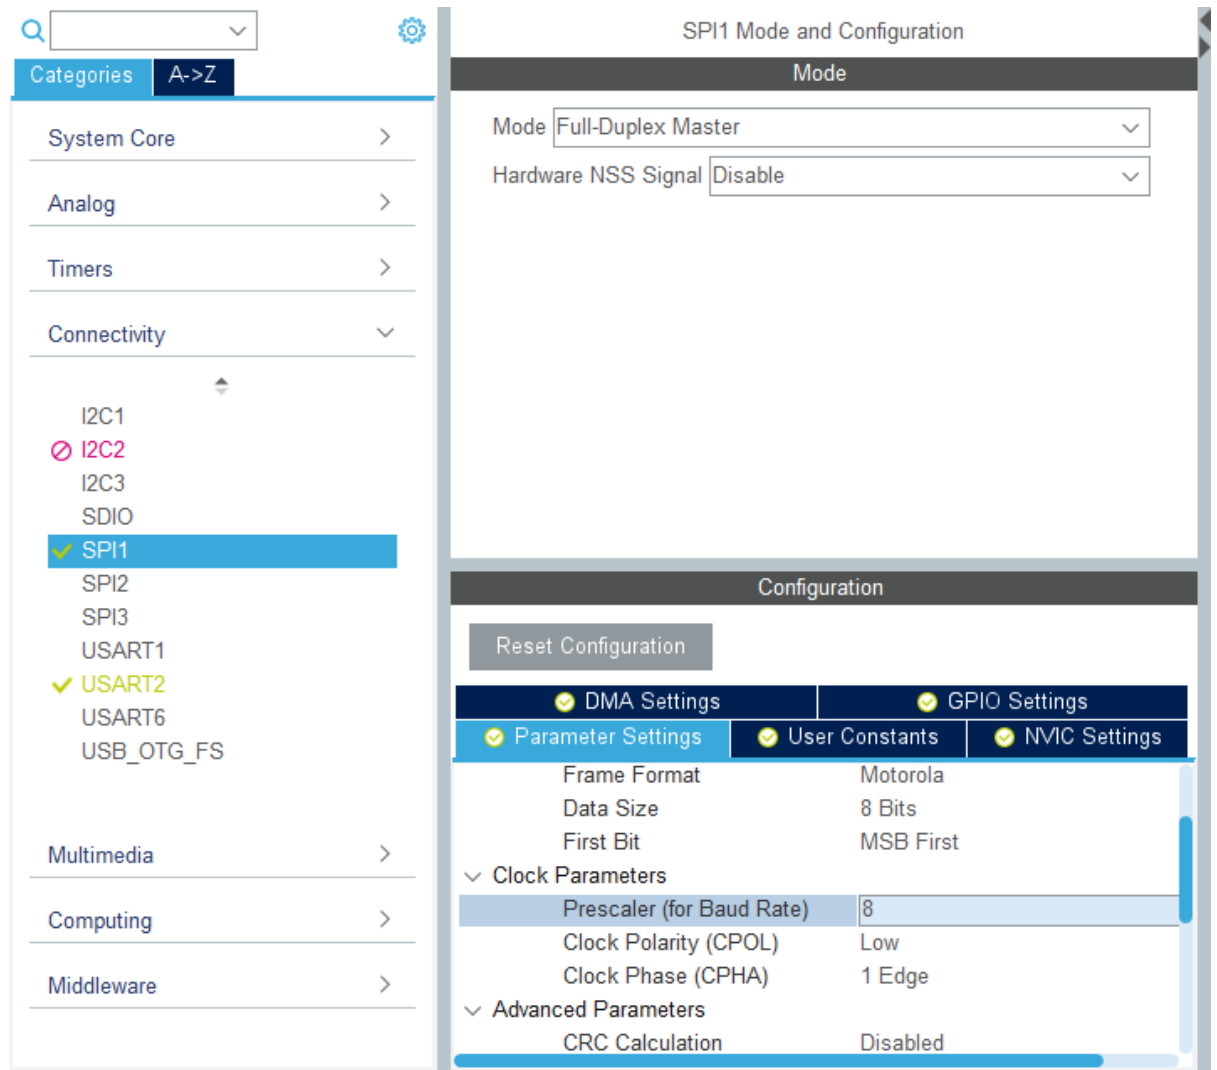 Categories A->Z
System Core
Analog
Timers
Connectivity
I2C1
I2C2
I2C3
SDIO
SPI1
SPI2
SPI3
USART1
USART2
USART6
USB_OTG_FS
Multimedia
Computing
Middleware
SPI1 Mode and Configuration
Mode
Mode Full-Duplex Master
Hardware NSS Signal Disable
Configuration
Reset Configuration
DMA Settings GPIO Settings
Parameter Settings User Constants NVIC Settings
Frame Format Motorola
Data Size 8 Bits
First Bit MSB First
Clock Parameters
Prescaler (for Baud Rate) 8
Clock Polarity (CPOL) Low
Clock Phase (CPHA) 1 Edge
Advanced Parameters
CRC Calculation Disabled